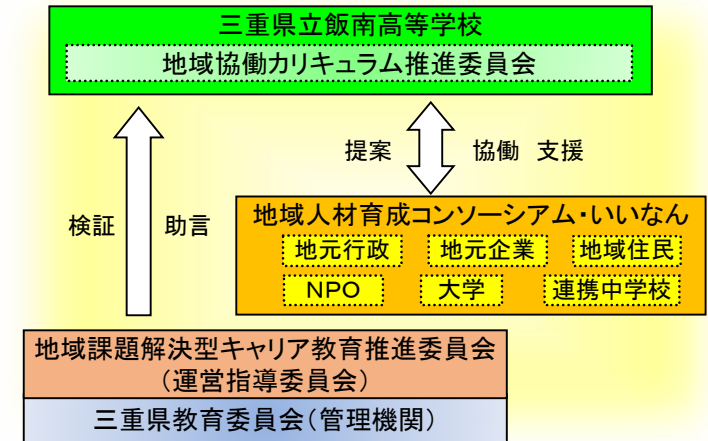 三重県立飯南高等学校
地域協働カリキュラム推進委員会
提案 協働 支援
検証 助言
地域人材育成コンソーシアム・いいなん
地元行政 地元企業 地域住民
NPO 大学 連携中学校
地域課題解決型キャリア教育推進委員会
(運営指導委員会)
三重県教育委員会(管理機関)